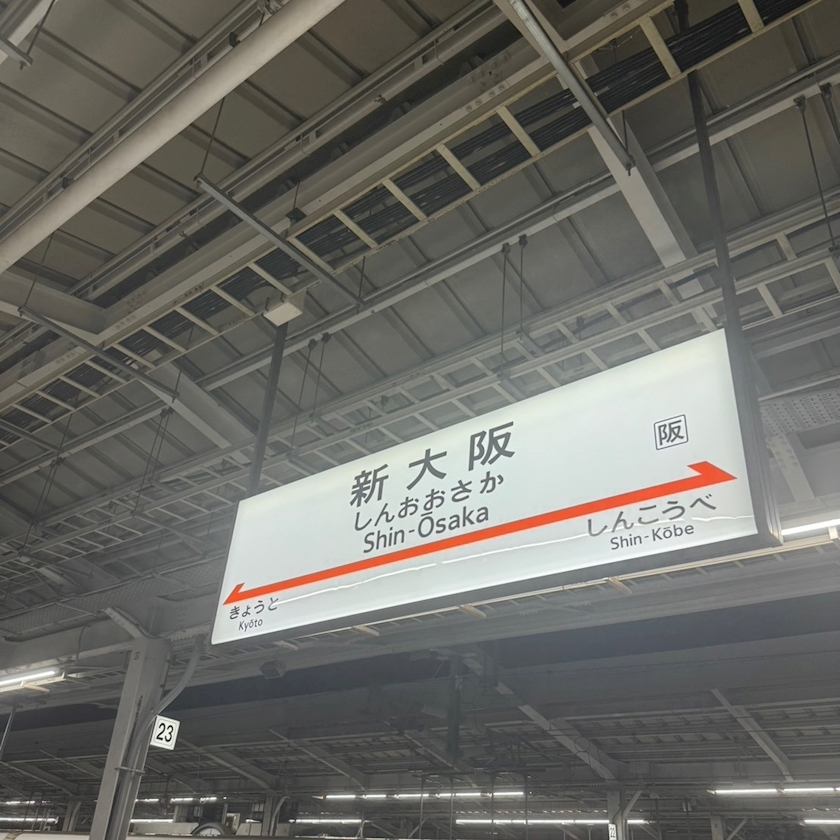 新大阪
阪
しんおおさか
Shin-Ōsaka
きょうと
Kyōto
しんこうべ
Shin-Kōbe
23